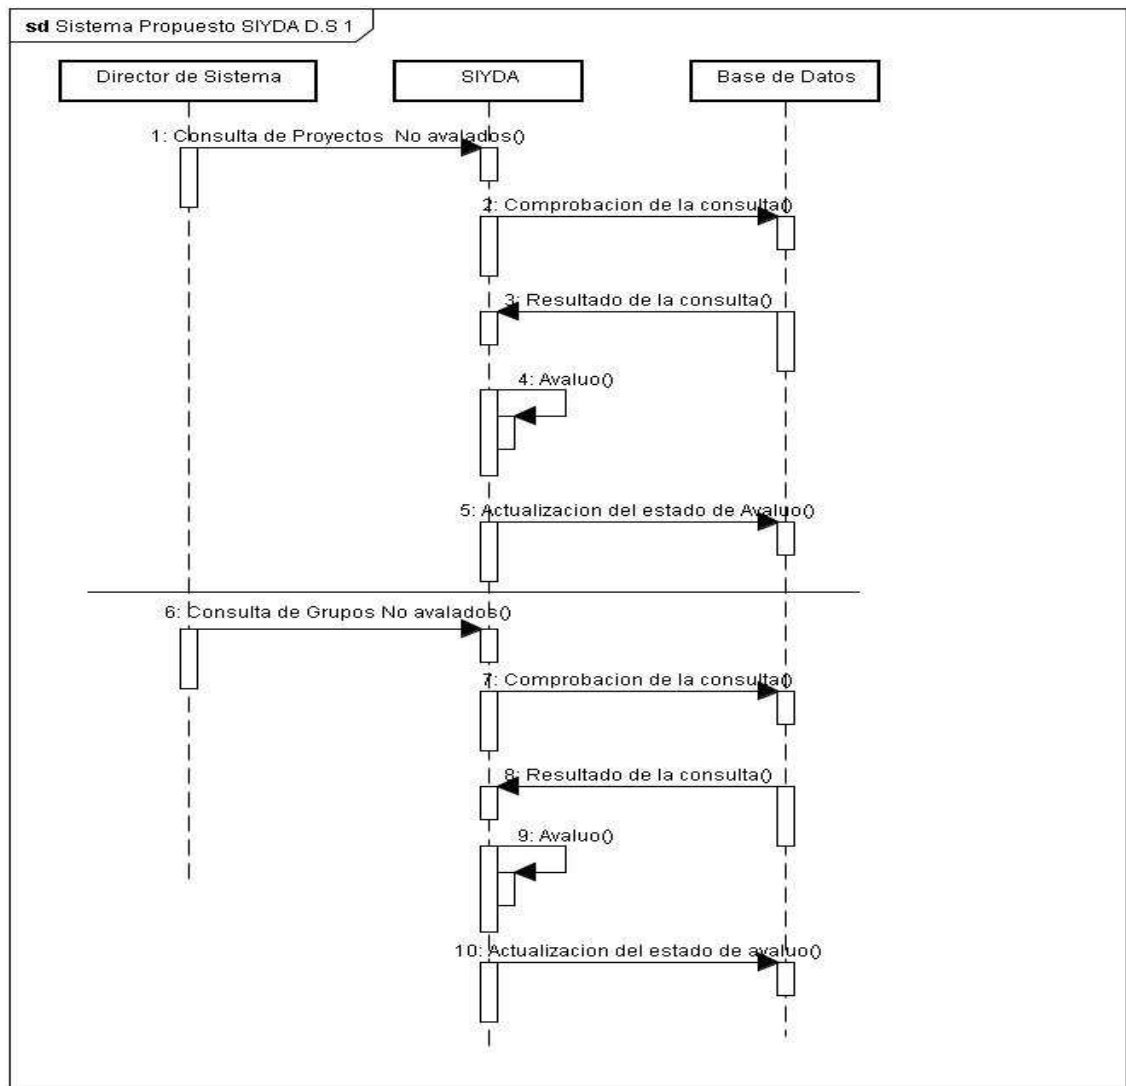 sd Sistema Propuesto SIYDA D.S 1
Director de Sistema
SIYDA
Base de Datos
1: Consulta de Proyectos No avalados()
2: Comprobacion de la consulta()
3: Resultado de la consulta()
4: Avaluo()
5: Actualizacion del estado de Avaluo()
6: Consulta de Grupos No avalados()
7: Comprobacion de la consulta()
8: Resultado de la consulta()
9: Avaluo()
10: Actualizacion del estado de avaluo()